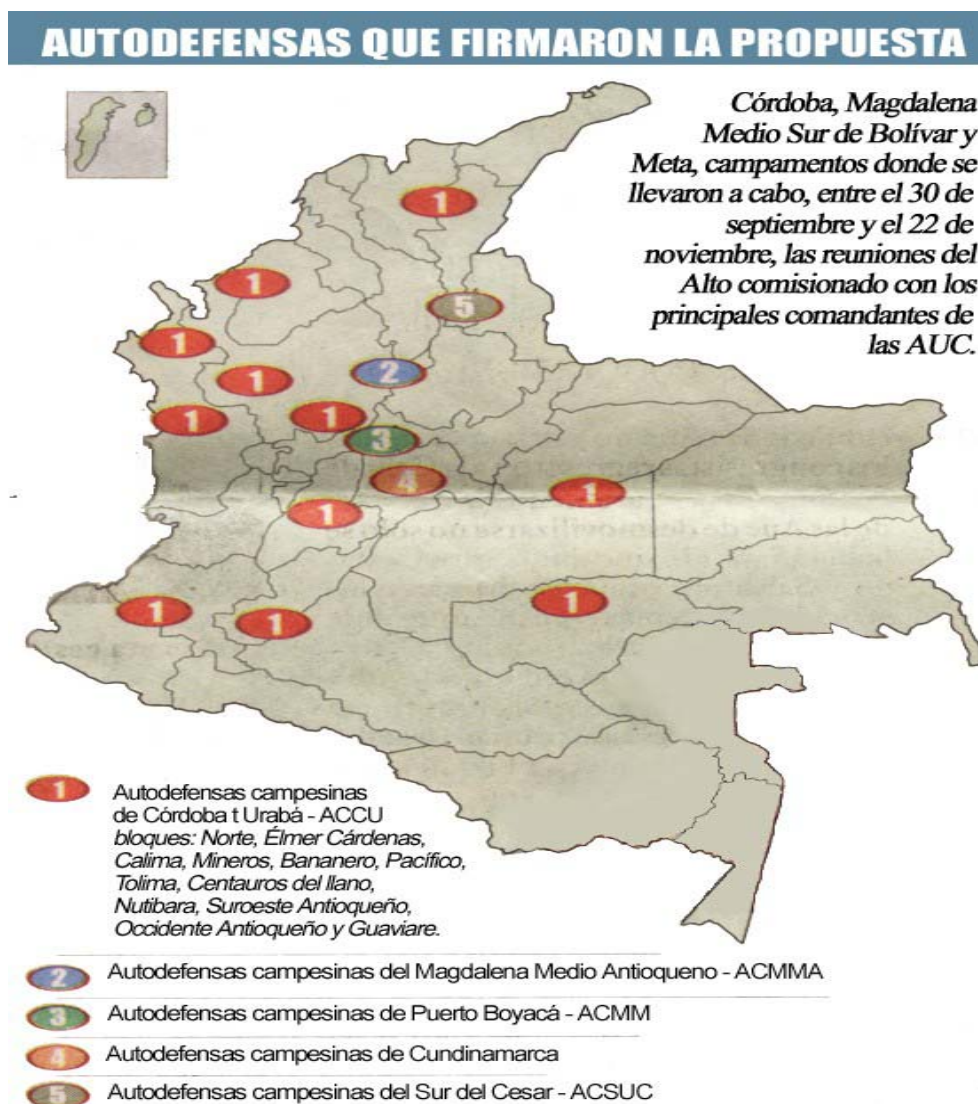 AUTODEFENSAS QUE FIRMARON LA PROPUESTA
Córdoba, Magdalena
Medio Sur de Bolívar y
Meta, campamentos donde se
llevaron a cabo, entre el 30 de
septiembre y el 22 de
noviembre, las reuniones del
Alto comisionado con los
principales comandantes de
las AUC.
1
1
5
1
1
2
1
1
3
4
1
1
1
1
1
1
Autodefensas campesinas
de Córdoba t Urabá - ACCU
bloques: Norte, Élmer Cárdenas,
Calima, Mineros, Bananero, Pacífico,
Tolima, Centauros del llano,
Nutibara, Suroeste Antioqueño,
Occidente Antioqueño y Guaviare.
2 Autodefensas campesinas del Magdalena Medio Antioqueno - ACMMA
3 Autodefensas campesinas de Puerto Boyacá - ACMM
4 Autodefensas campesinas de Cundinamarca
5 Autodefensas campesinas del Sur del Cesar - ACSUC